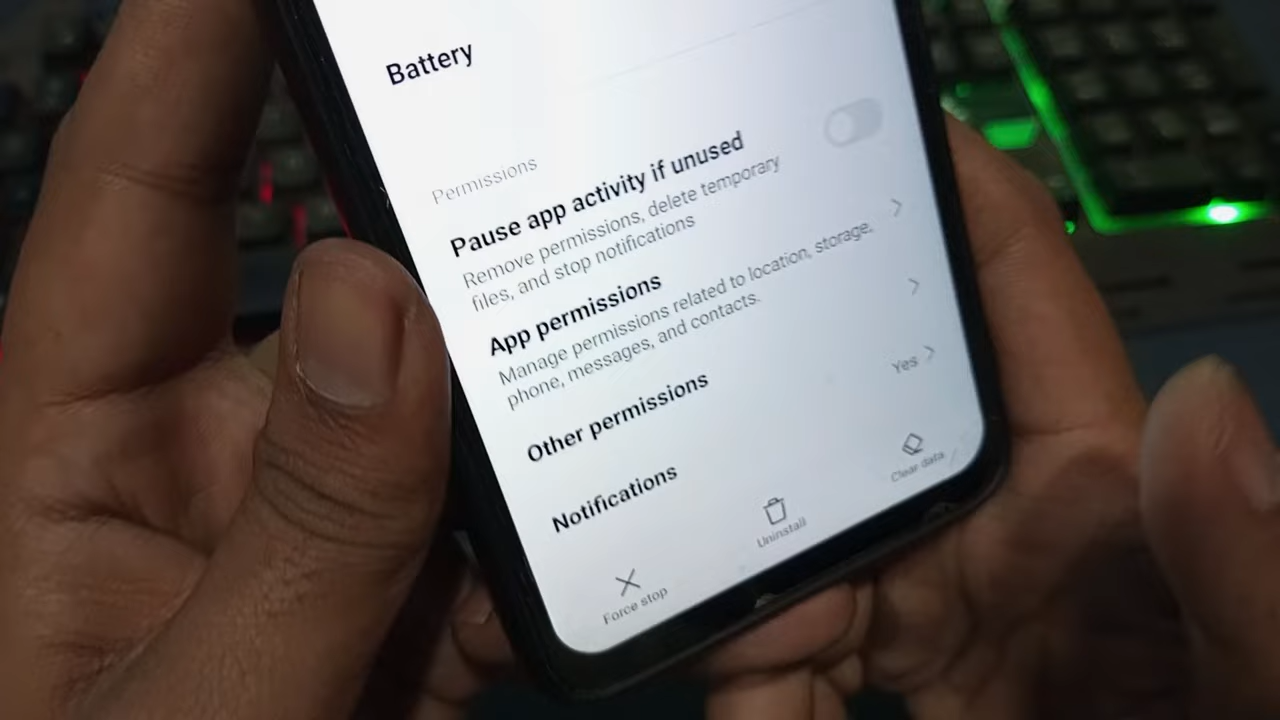 Battery
Permissions
Pause app activity if unused
Remove permissions, delete temporary
files, and stop notifications
App permissions
Manage permissions related to location, storage,
phone, messages, and contacts.
Other permissions
Notifications
Yes
Force stop
Uninstall
Clear data